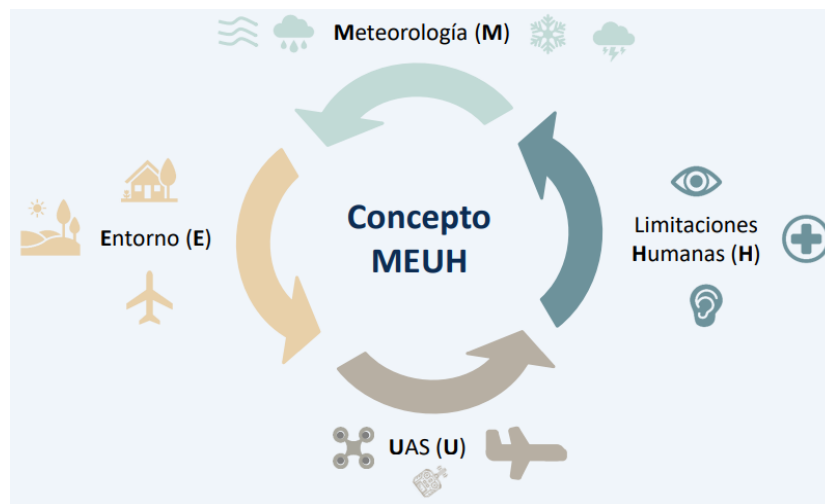 Meteorología (M)
Concepto
MEUH
Entorno (E)
Limitaciones
Humanas (H)
UAS (U)